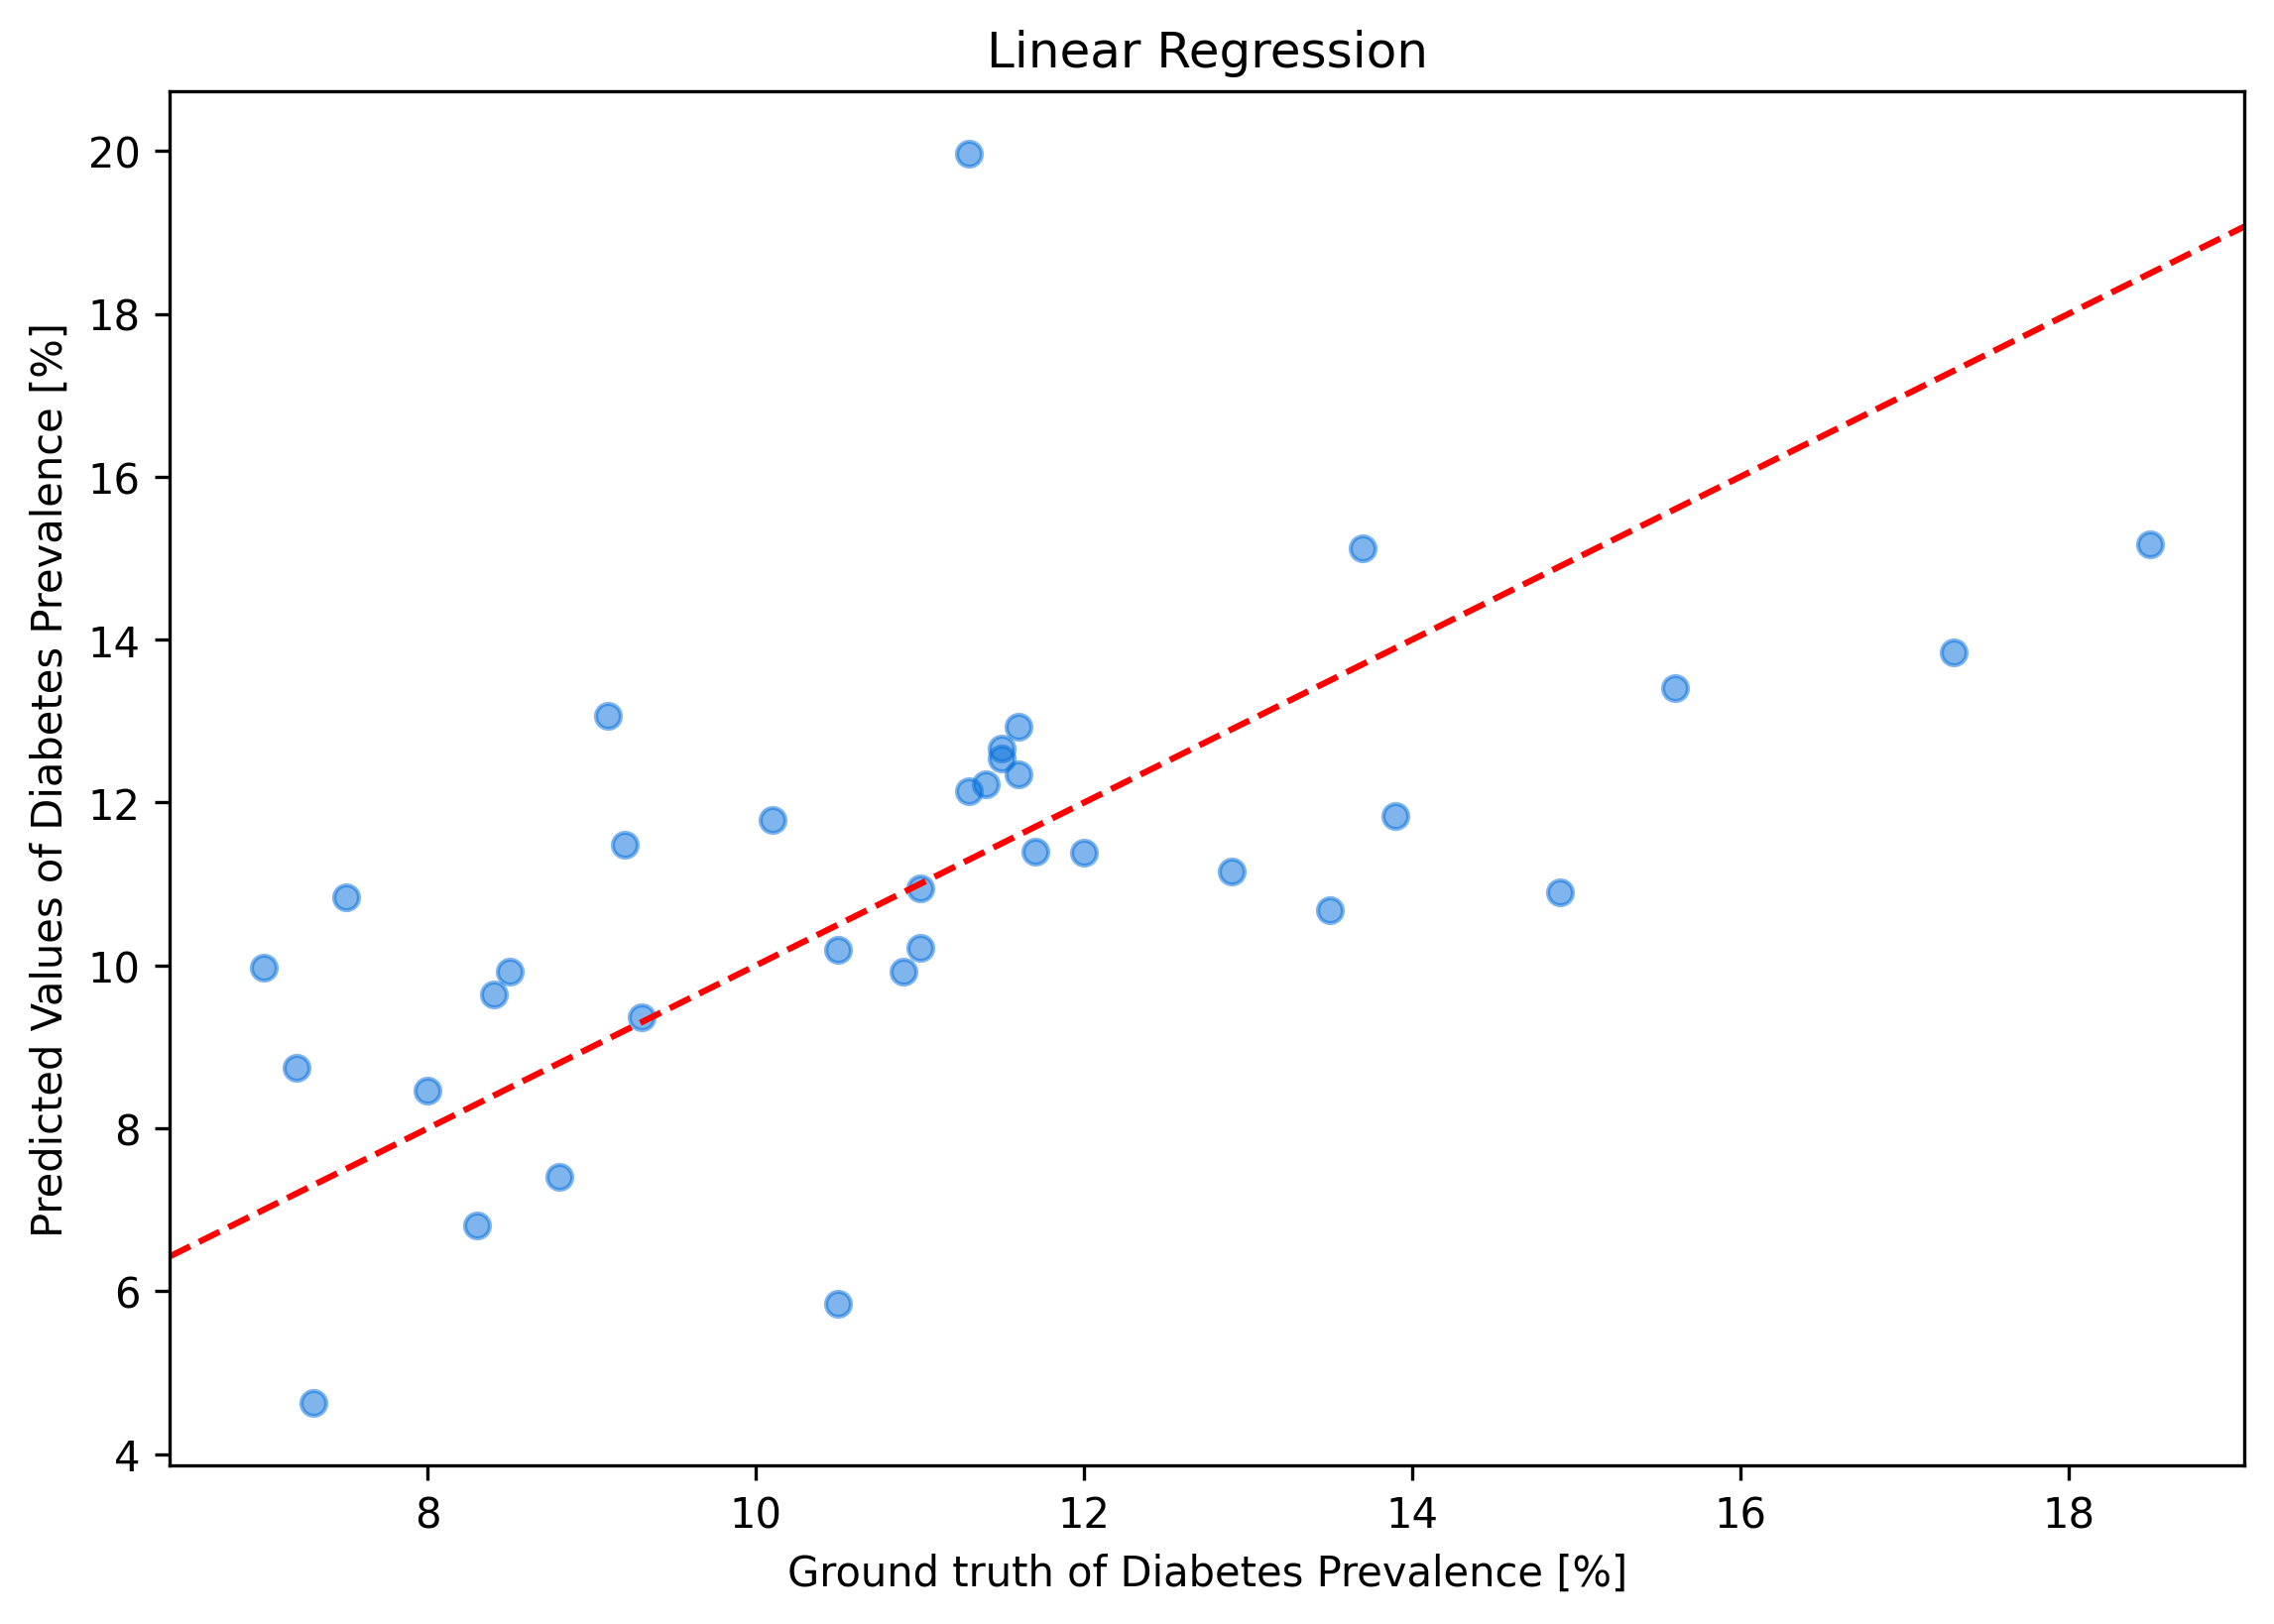 Linear Regression
Predicted Values of Diabetes Prevalence [%]
20
18
16
14
12
10
8
6
4
8 10 12 14 16 18
Ground truth of Diabetes Prevalence [%]